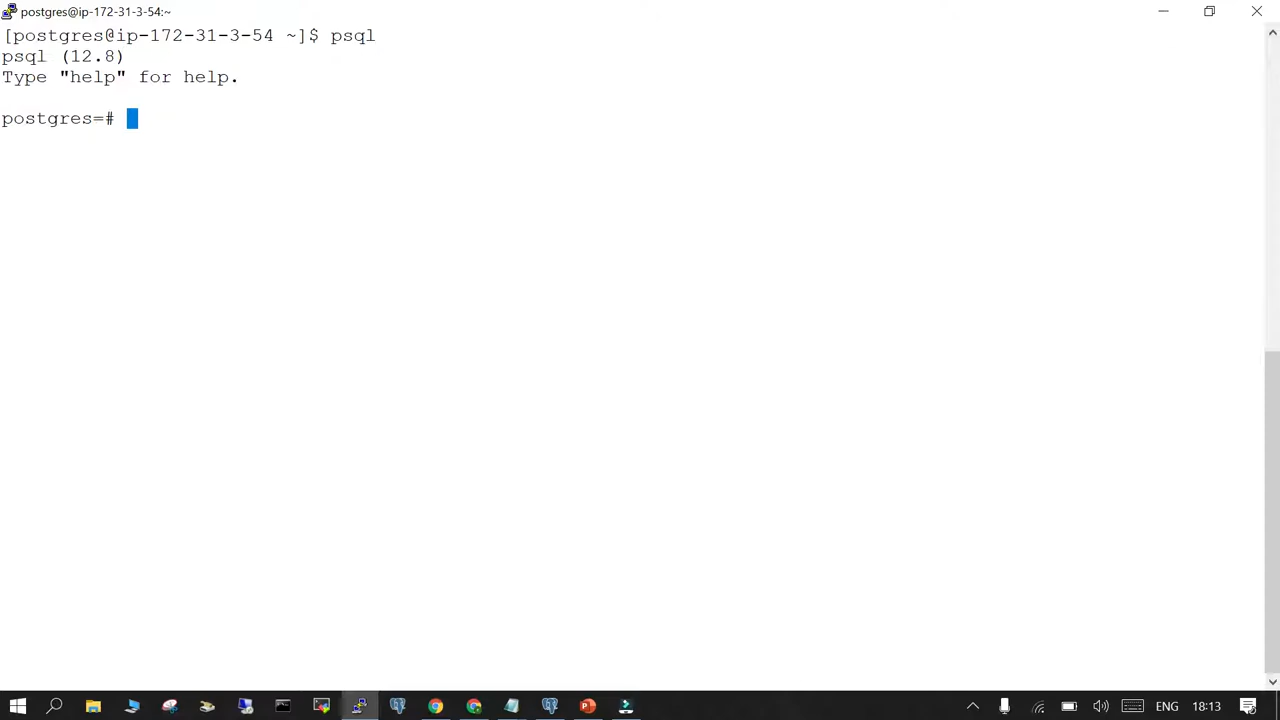 postgres@ip-172-31-3-54:~
[postgres@ip-172-31-3-54 ~]$ psql
psql (12.8)
Type "help" for help.
postgres=#
ENG
18:13